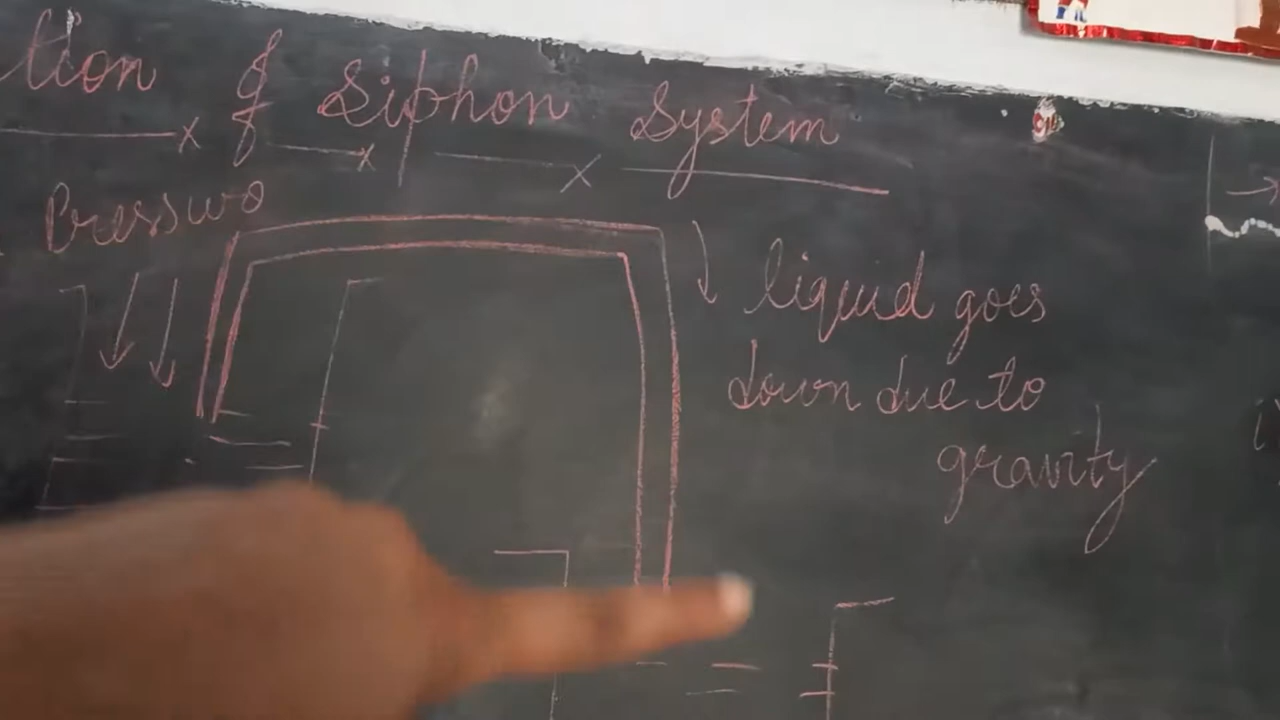 tion of Siphon System
Pressure
liquid goes
down due to
gravity